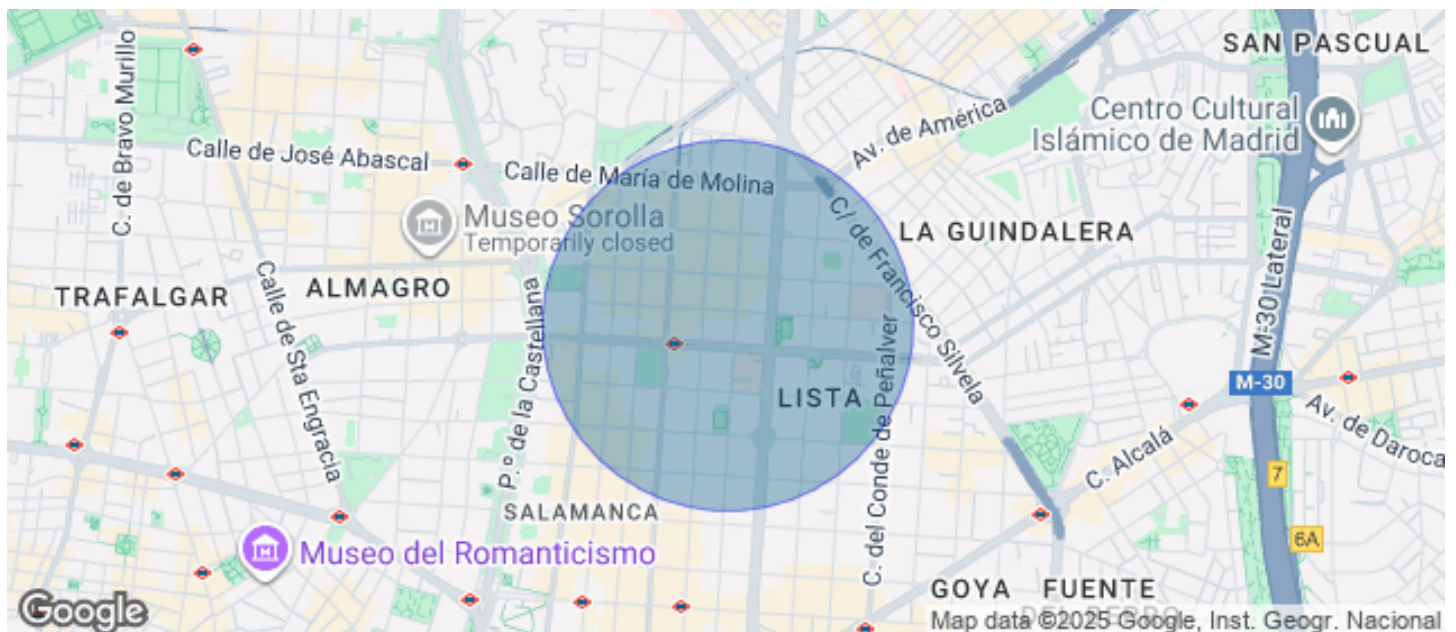 SAN PASCUAL
C. de Bravo Murillo
Av. de América
Centro Cultural
Islámico de Madrid
Calle de José Abascal
Calle de María de Molina
Museo Sorolla
Temporarily closed
C/ de Francisco Silvela
LA GUINDALERA
M-30 Lateral
TRAFALGAR
ALMAGRO
Calle de Sta Engracia
P.º de la Castellana
C. del Conde de Peñalver
LISTA
M-30
Av. de Daroca
C. Alcalá
7
SALAMANCA
6A
Museo del Romanticismo
GOYA
FUENTE
DEL BERRO
Google
Map data ©2025 Google, Inst. Geogr. Nacional